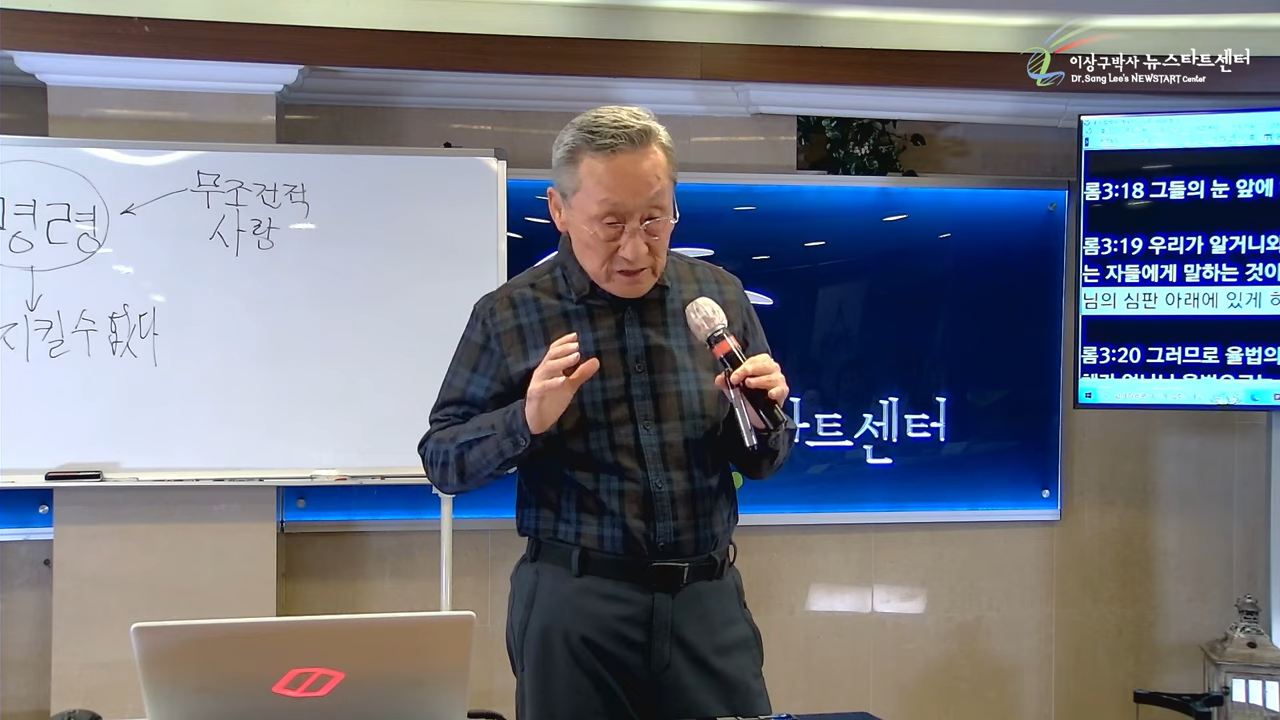 이상구박사 뉴스타트센터
Dr. Sang Lee's NEWSTART Center
무조건적
사랑
명령
지킬수 없다
타트센터
롬3:18 그들의 눈 앞에
롬3:19 우리가 알거니와
는 자들에게 말하는 것이
님의 심판 아래에 있게 하
롬3:20 그러므로 율법의